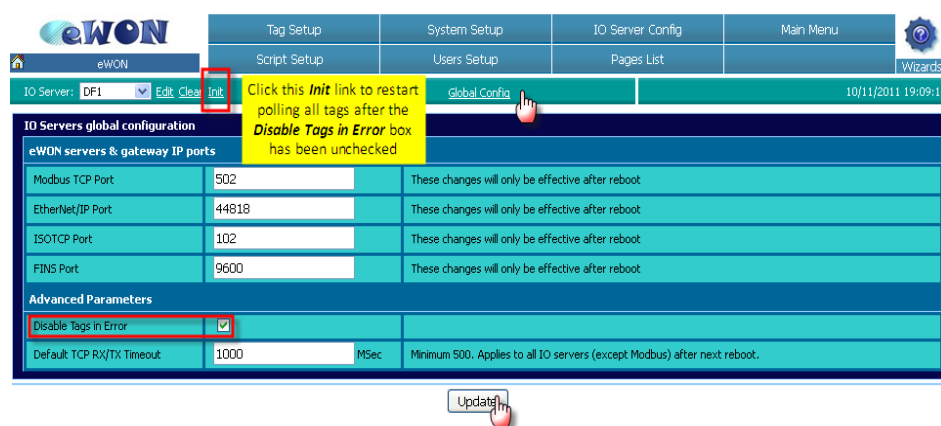 eWON
Tag Setup
System Setup
IO Server Config
Main Menu
eWON
Script Setup
Users Setup
Pages List
Wizards
IO Server: DF1 Edit Clear Init
Global Config
10/11/2011 19:09:1
Click this Init link to restart
polling all tags after the
Disable Tags in Error box
has been unchecked
IO Servers global configuration
eWON servers & gateway IP ports
Modbus TCP Port 502 These changes will only be effective after reboot
EtherNet/IP Port 44818 These changes will only be effective after reboot
ISOTCP Port 102 These changes will only be effective after reboot
FINS Port 9600 These changes will only be effective after reboot
Advanced Parameters
Disable Tags in Error
Default TCP RX/TX Timeout 1000 MSec Minimum 500. Applies to all IO servers (except Modbus) after next reboot.
Update